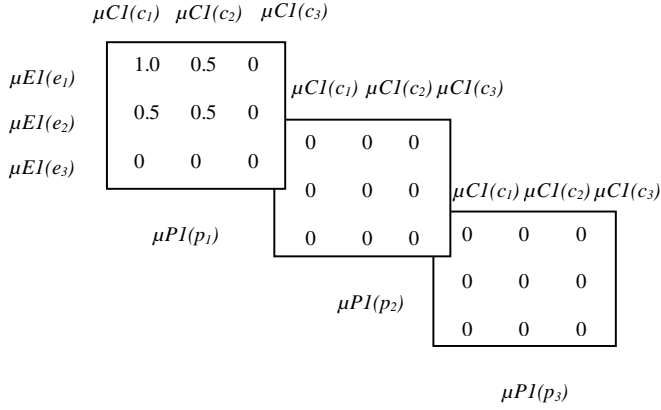 µC1(c₁) µC1(c₂) µC1(c₃)
µE1(e₁) 1.0 0.5 0
µE1(e₂) 0.5 0.5 0
µE1(e₃) 0 0 0
µP1(p₁)
µC1(c₁) µC1(c₂) µC1(c₃)
0 0 0
0 0 0
0 0 0
µP1(p₂)
µC1(c₁) µC1(c₂) µC1(c₃)
0 0 0
0 0 0
0 0 0
µP1(p₃)